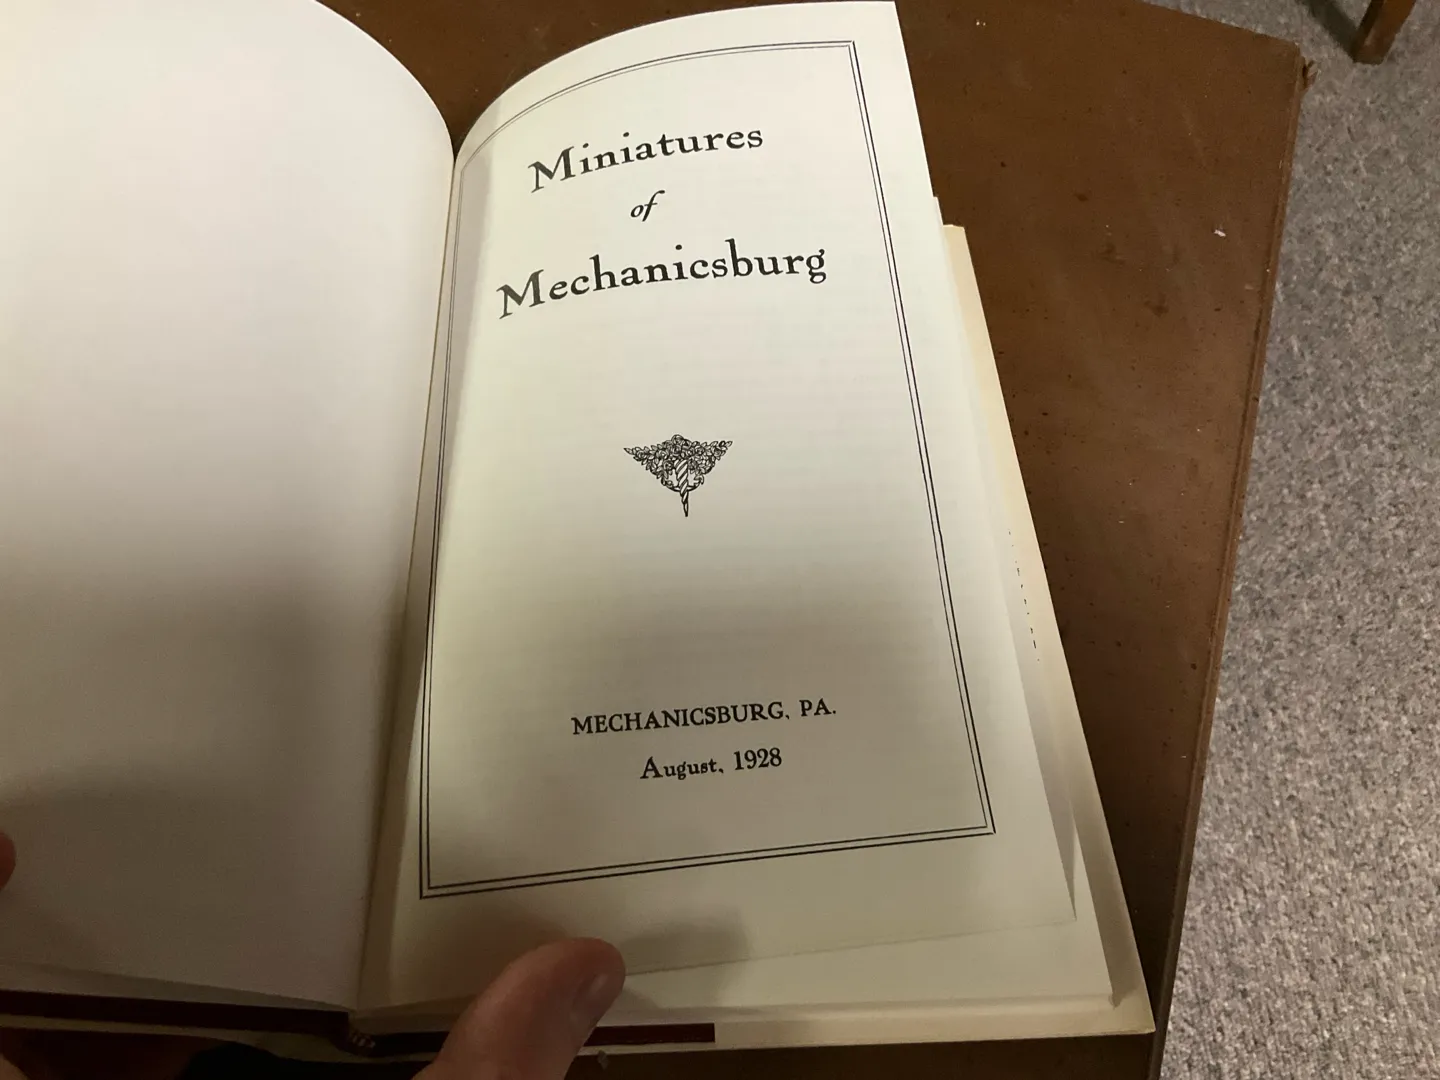 Miniatures
of
Mechanicsburg
MECHANICSBURG, PA.
August, 1928